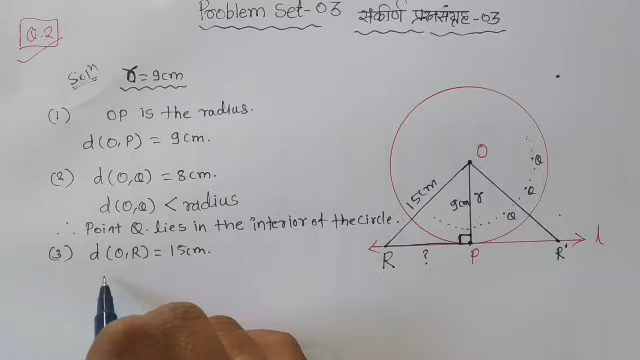 Problem Set-03 संकीर्ण प्रश्नसंग्रह-03
Q.2
Solⁿ r=9cm
(1) OP is the radius.
d(O,P) = 9cm.
(2) d(O,Q) = 8cm.
d(O,Q) < radius
∴ Point Q. lies in the interior of the circle.
(3) d(O,R) = 15cm.
O
15cm
9cm r
Q
Q
Q
R ? P R' l